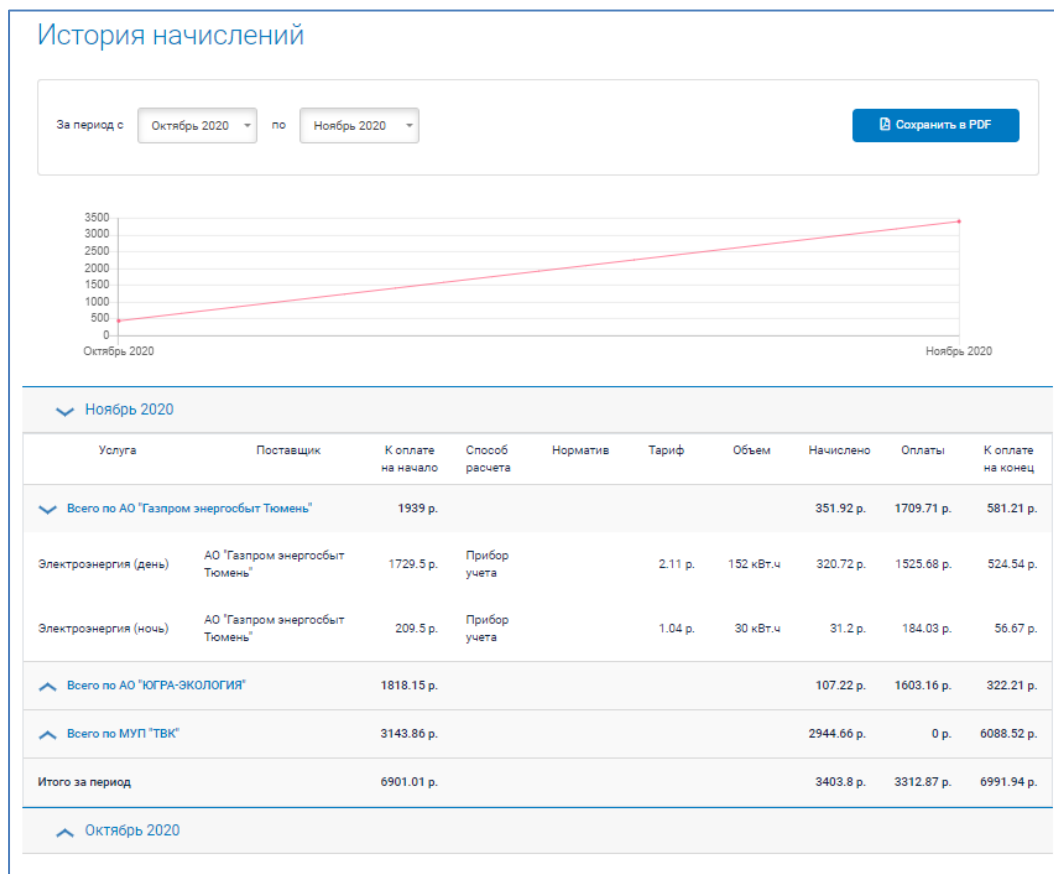 История начислений
За период с Октябрь 2020 по Ноябрь 2020 Сохранить в PDF
3500
3000
2500
2000
1500
1000
500
0
Октябрь 2020 Ноябрь 2020
Ноябрь 2020
Услуга Поставщик К оплате на начало Способ расчета Норматив Тариф Объем Начислено Оплаты К оплате на конец
Всего по АО "Газпром энергосбыт Тюмень" 1939 р. 351.92 р. 1709.71 р. 581.21 р.
Электроэнергия (день) АО "Газпром энергосбыт Тюмень" 1729.5 р. Прибор учета 2.11 р. 152 кВт.ч 320.72 р. 1525.68 р. 524.54 р.
Электроэнергия (ночь) АО "Газпром энергосбыт Тюмень" 209.5 р. Прибор учета 1.04 р. 30 кВт.ч 31.2 р. 184.03 р. 56.67 р.
Всего по АО "ЮГРА-ЭКОЛОГИЯ" 1818.15 р. 107.22 р. 1603.16 р. 322.21 р.
Всего по МУП "ТВК" 3143.86 р. 2944.66 р. 0 р. 6088.52 р.
Итого за период 6901.01 р. 3403.8 р. 3312.87 р. 6991.94 р.
Октябрь 2020